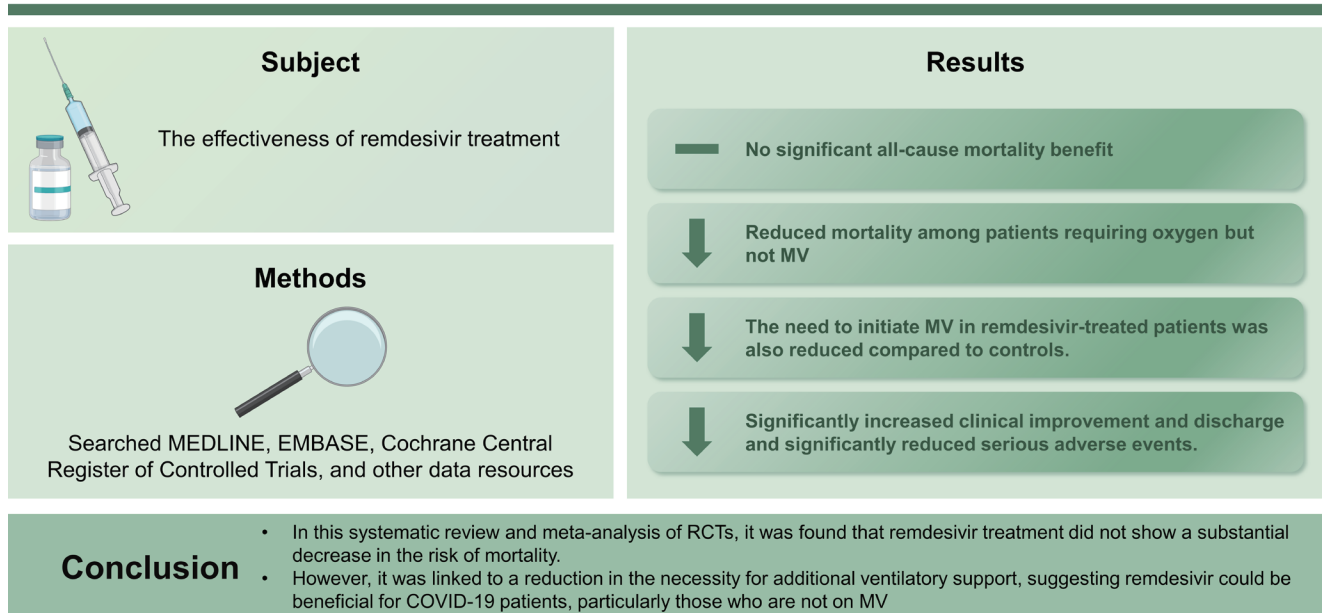 Subject
The effectiveness of remdesivir treatment
Methods
Searched MEDLINE, EMBASE, Cochrane Central
Register of Controlled Trials, and other data resources
Results
No significant all-cause mortality benefit
Reduced mortality among patients requiring oxygen but
not MV
The need to initiate MV in remdesivir-treated patients was
also reduced compared to controls.
Significantly increased clinical improvement and discharge
and significantly reduced serious adverse events.
Conclusion
• In this systematic review and meta-analysis of RCTs, it was found that remdesivir treatment did not show a substantial
decrease in the risk of mortality.
• However, it was linked to a reduction in the necessity for additional ventilatory support, suggesting remdesivir could be
beneficial for COVID-19 patients, particularly those who are not on MV